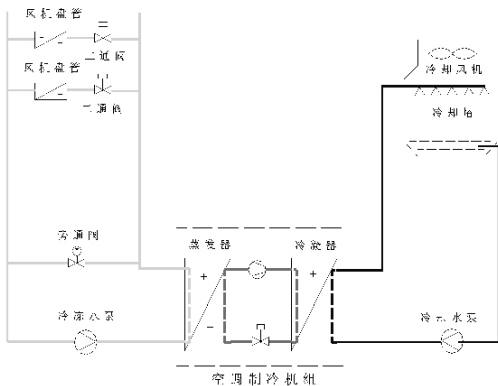 风机盘管
二通阀
风机盘管
二通阀
冷却风机
冷却塔
旁通阀
蒸发器
冷凝器
冷冻水泵
冷却水泵
空调制冷机组